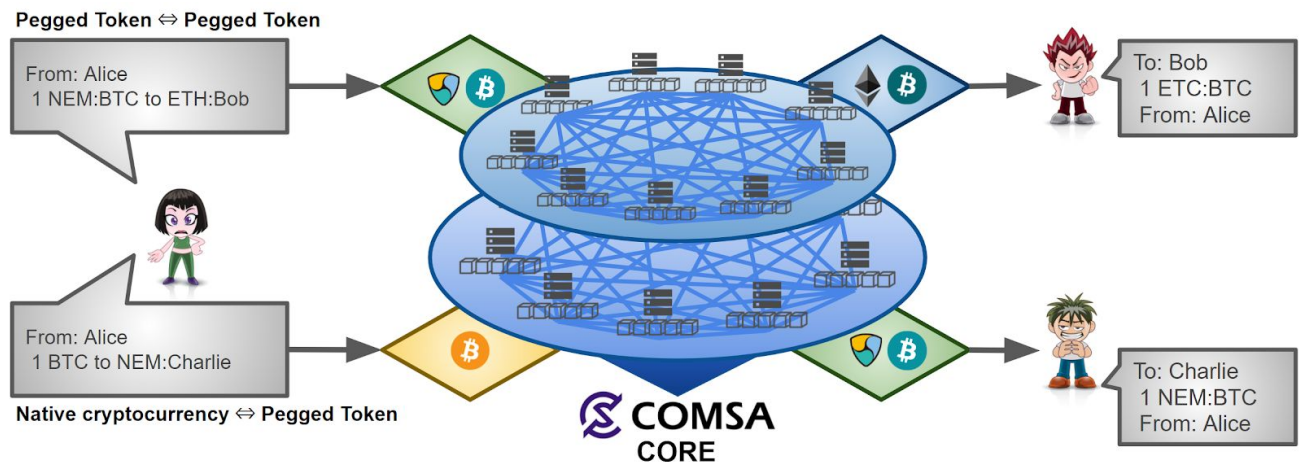 Pegged Token ⇔ Pegged Token
From: Alice
1 NEM:BTC to ETH:Bob
To: Bob
1 ETC:BTC
From: Alice
From: Alice
1 BTC to NEM:Charlie
Native cryptocurrency ⇔ Pegged Token
To: Charlie
1 NEM:BTC
From: Alice
COMSA
CORE